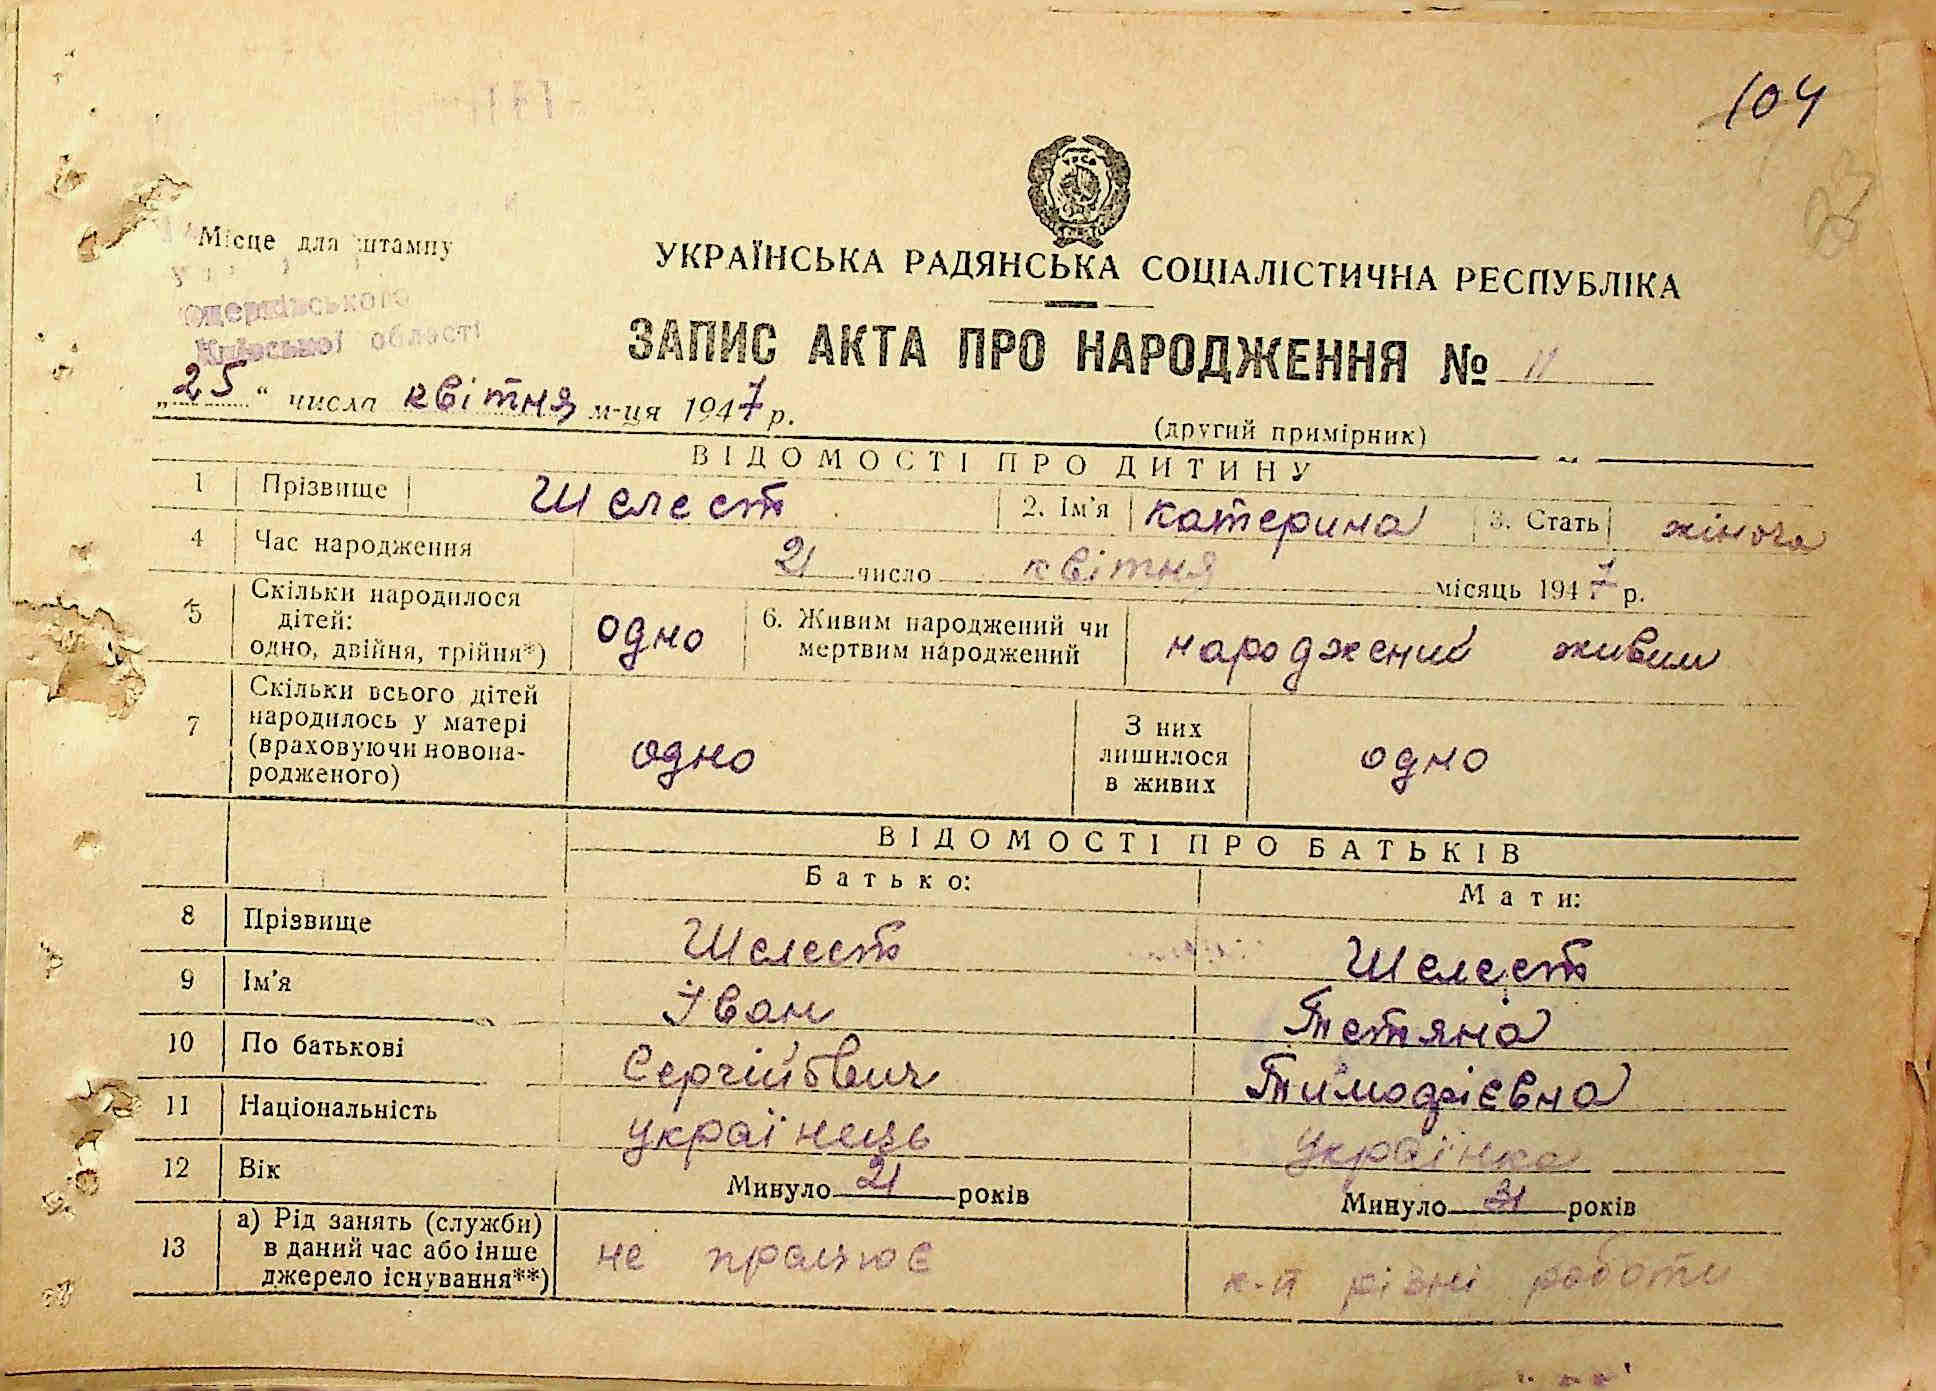 104
Місце для штампу
УКРАЇНСЬКА РАДЯНСЬКА СОЦІАЛІСТИЧНА РЕСПУБЛІКА
області
ЗАПИС АКТА ПРО НАРОДЖЕННЯ № 11
„25“ числа квітня м-ця 1947 р.
(другий примірник)
ВІДОМОСТІ ПРО ДИТИНУ
1 Прізвище Шелест 2. Ім'я Катерина 3. Стать жіноча
4 Час народження 21 число квітня місяць 1947 р.
5 Скільки народилося
дітей:
одно, двійня, трійня*) одно 6. Живим народжений чи
мертвим народжений народжений живим
7 Скільки всього дітей
народилось у матері
(враховуючи новона-
родженого) одно З них
лишилося
в живих одно
ВІДОМОСТІ ПРО БАТЬКІВ
Батько: Мати:
8 Прізвище Шелест Шелест
9 Ім'я Іван Тетяна
10 По батькові Сергійович Тимофієвна
11 Національність українець українка
12 Вік Минуло 21 років Минуло 21 років
13 а) Рід занять (служби)
в даний час або інше
джерело існування**) не працює к-п різні работи